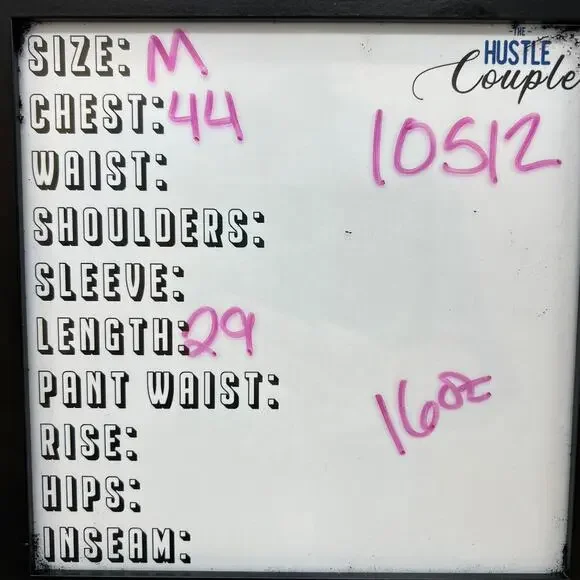 THE
HUSTLE
Couple
SIZE: M
CHEST: 44
10512
WAIST:
SHOULDERS:
SLEEVE:
LENGTH: 29
PANT WAIST:
16oz
RISE:
HIPS:
INSEAM: